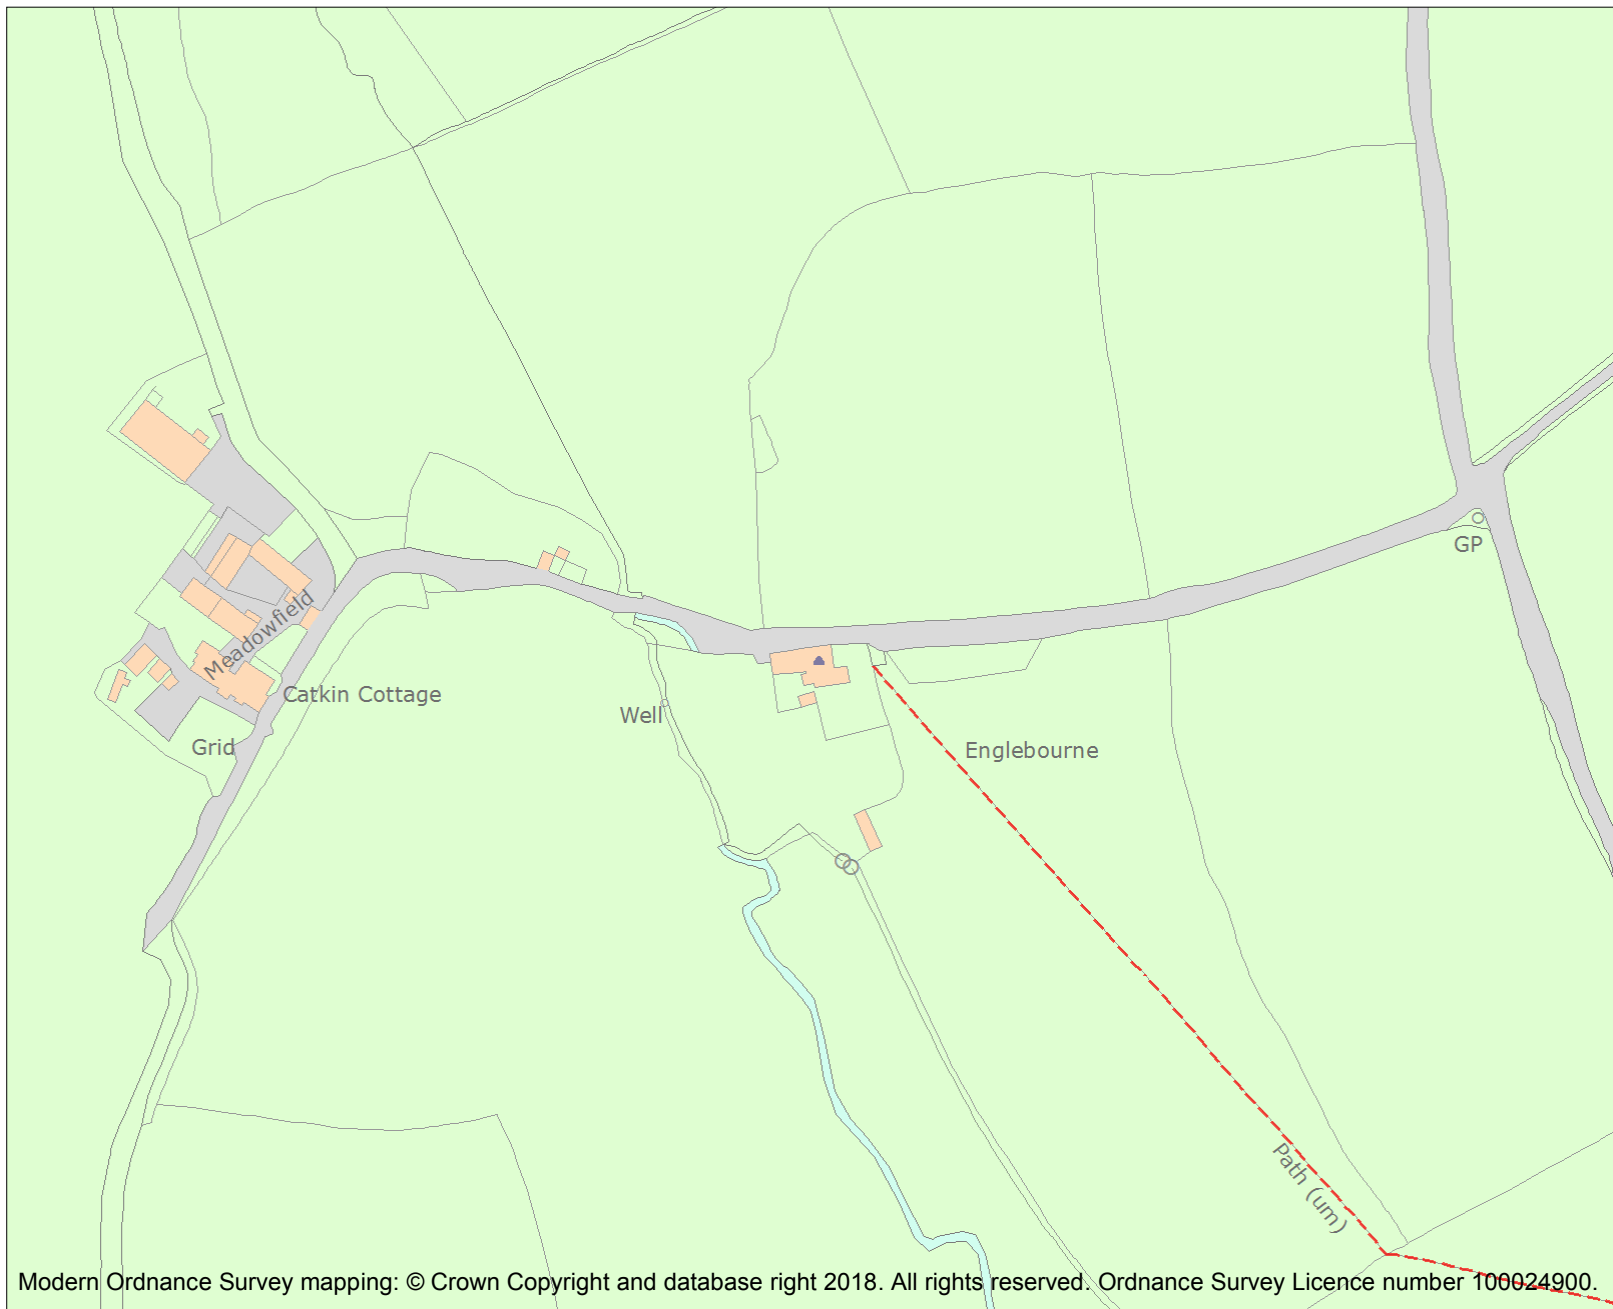 GP
Meadowfield
Catkin Cottage
Well
Grid
Englebourne
Path (um)
Modern Ordnance Survey mapping: © Crown Copyright and database right 2018. All rights reserved. Ordnance Survey Licence number 100024900.